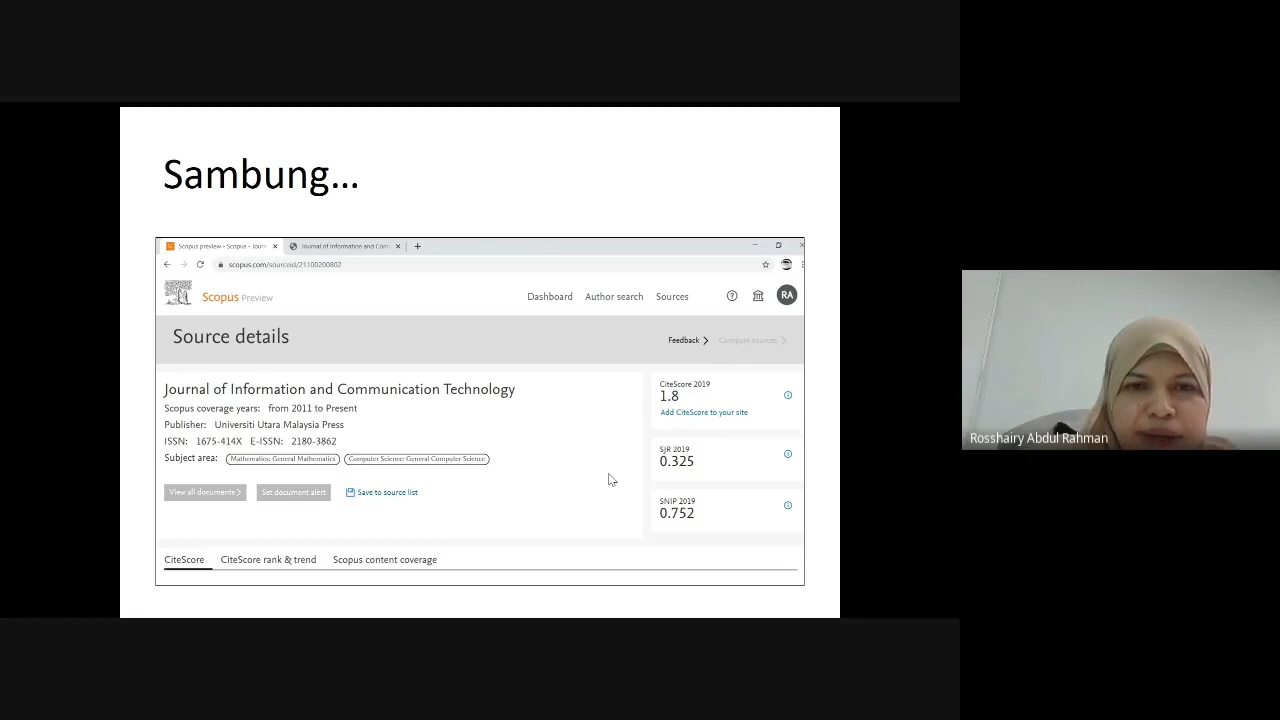 Sambung...
Scopus preview - Scopus - Jour
Journal of Information and Com
scopus.com/sourceid/21100200802
Scopus Preview
Dashboard Author search Sources RA
Source details
Feedback Compare sources
Journal of Information and Communication Technology
Scopus coverage years: from 2011 to Present
Publisher: Universiti Utara Malaysia Press
ISSN: 1675-414X E-ISSN: 2180-3862
Subject area: Mathematics: General Mathematics Computer Science: General Computer Science
View all documents Set document alert Save to source list
CiteScore 2019
1.8
Add CiteScore to your site
SJR 2019
0.325
SNIP 2019
0.752
CiteScore CiteScore rank & trend Scopus content coverage
Rosshairy Abdul Rahman